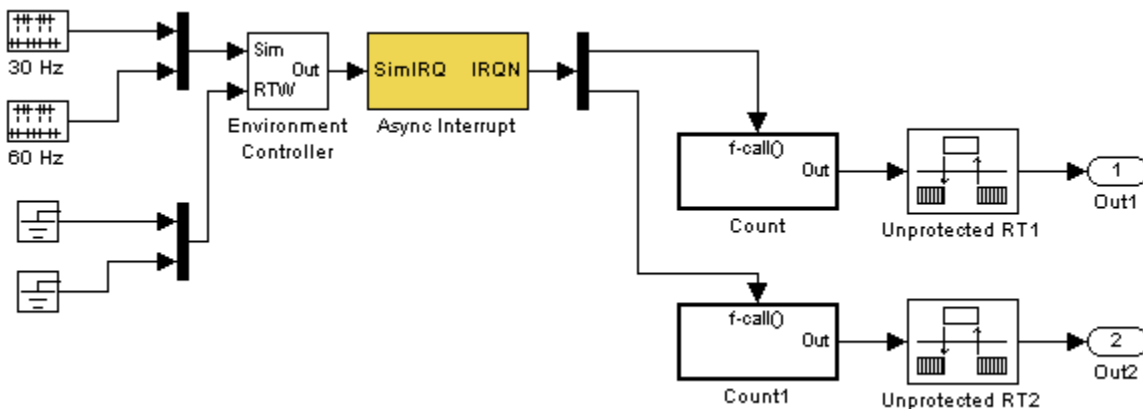 30 Hz
60 Hz
Sim
Out
RTW
Environment
Controller
SimIRQ IRQN
Async Interrupt
f-call()
Out
Count
Unprotected RT1
1
Out1
f-call()
Out
Count1
Unprotected RT2
2
Out2